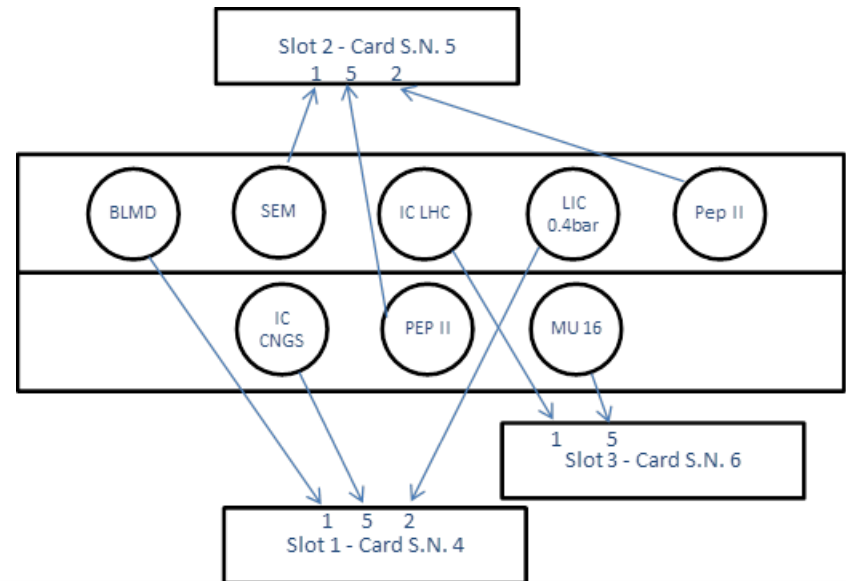 Slot 2 - Card S.N. 5
1 5 2
BLMD
SEM
IC LHC
LIC
0.4bar
Pep II
IC
CNGS
PEP II
MU 16
1 5
Slot 3 - Card S.N. 6
1 5 2
Slot 1 - Card S.N. 4